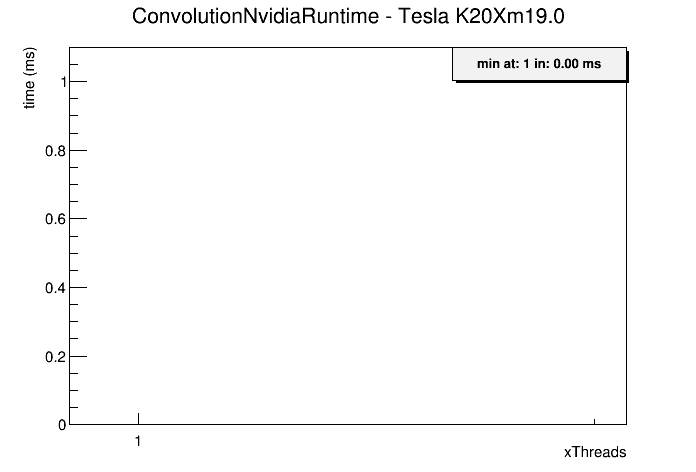 ConvolutionNvidiaRuntime - Tesla K20Xm19.0
time (ms)
min at: 1 in: 0.00 ms
1
0.8
0.6
0.4
0.2
0
1
xThreads